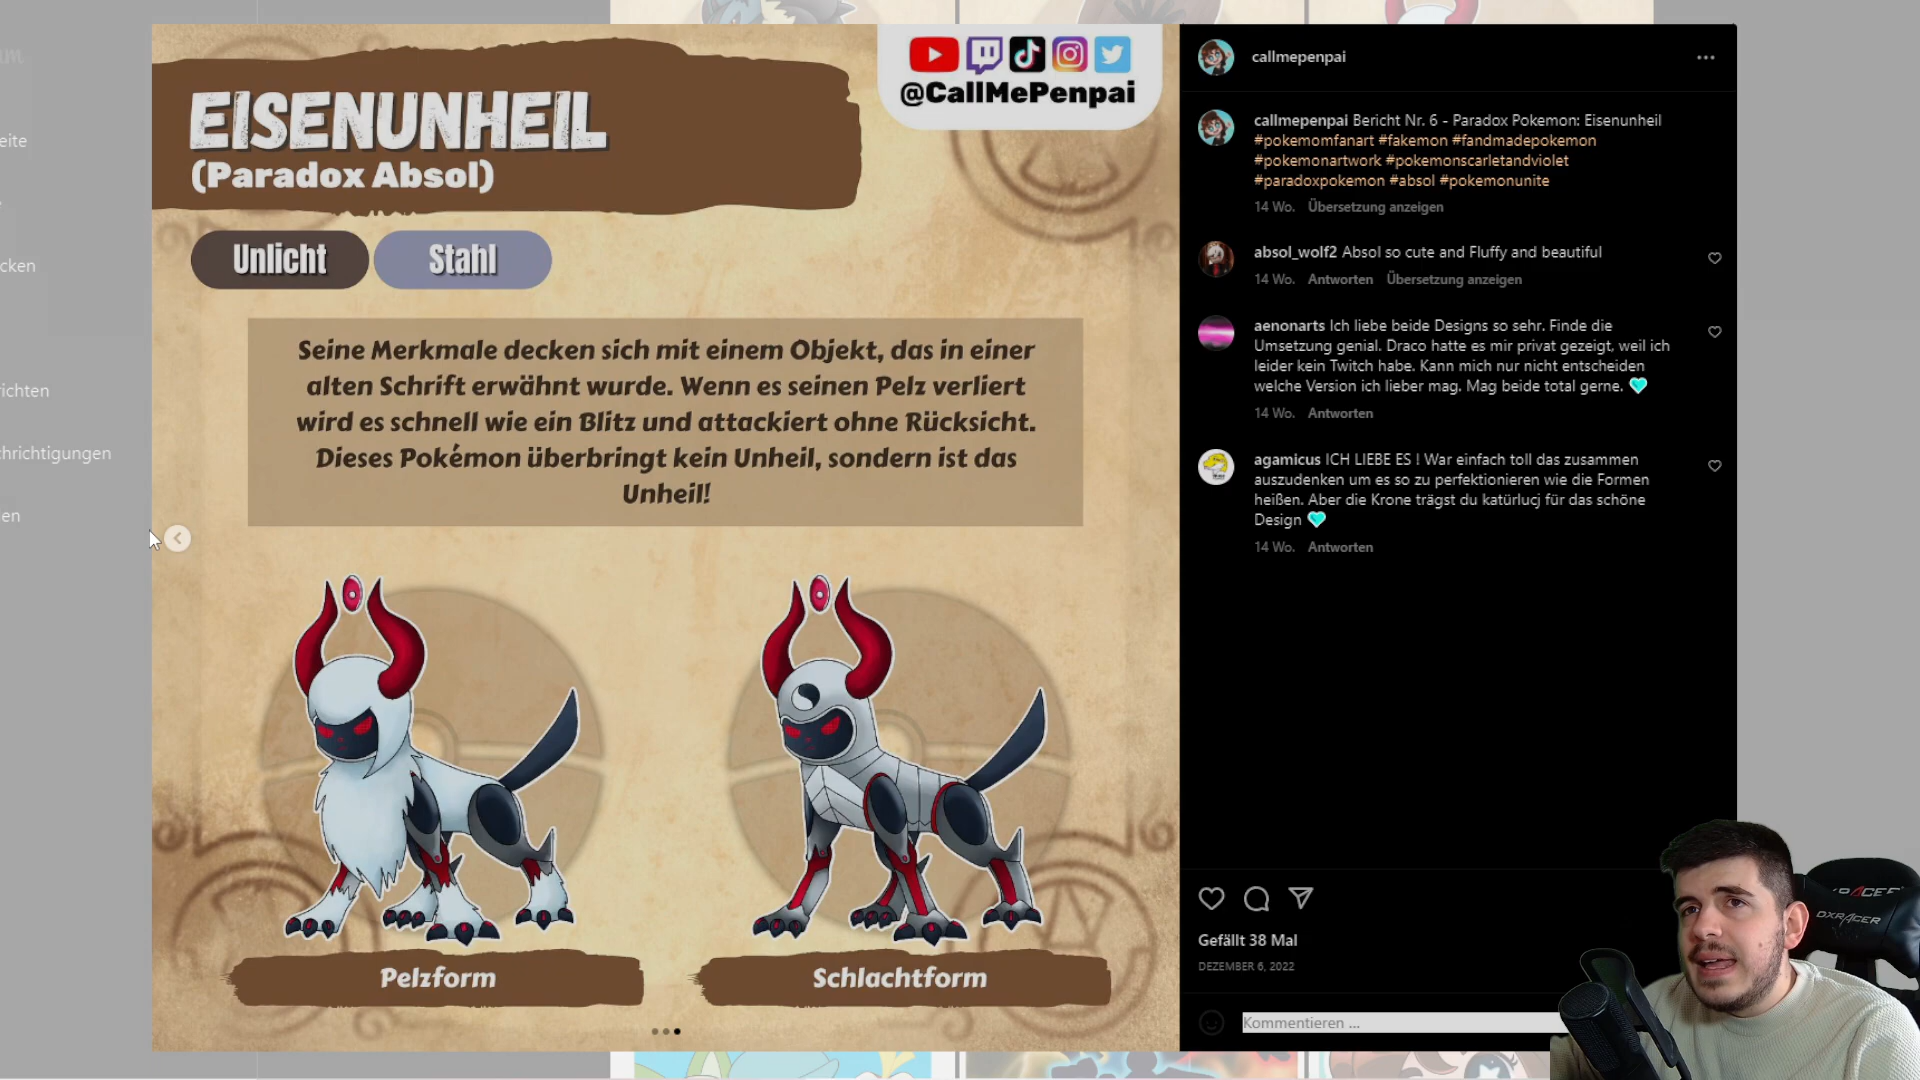 EISENUNHEIL
(Paradox Absol)
@CallMePenpai
Unlicht
Stahl
Seine Merkmale decken sich mit einem Objekt, das in einer
alten Schrift erwähnt wurde. Wenn es seinen Pelz verliert
wird es schnell wie ein Blitz und attackiert ohne Rücksicht.
Dieses Pokémon überbringt kein Unheil, sondern ist das
Unheil!
Pelzform
Schlachtform
callmepenpai
callmepenpai Bericht Nr. 6 - Paradox Pokemon: Eisenunheil
#pokemomfanart #fakemon #fandmadepokemon
#pokemonartwork #pokemonscarletandviolet
#paradoxpokemon #absol #pokemonunite
14 Wo. Übersetzung anzeigen
absol_wolf2 Absol so cute and Fluffy and beautiful
14 Wo. Antworten Übersetzung anzeigen
aenonarts Ich liebe beide Designs so sehr. Finde die
Umsetzung genial. Draco hatte es mir privat gezeigt, weil ich
leider kein Twitch habe. Kann mich nur nicht entscheiden
welche Version ich lieber mag. Mag beide total gerne.
14 Wo. Antworten
agamicus ICH LIEBE ES ! War einfach toll das zusammen
auszudenken um es so zu perfektionieren wie die Formen
heißen. Aber die Krone trägst du katürlucj für das schöne
Design
14 Wo. Antworten
Gefällt 38 Mal
DEZEMBER 6, 2022
Kommentieren ...
eite
cken
ichten
hrichtigungen
en
DXRACER